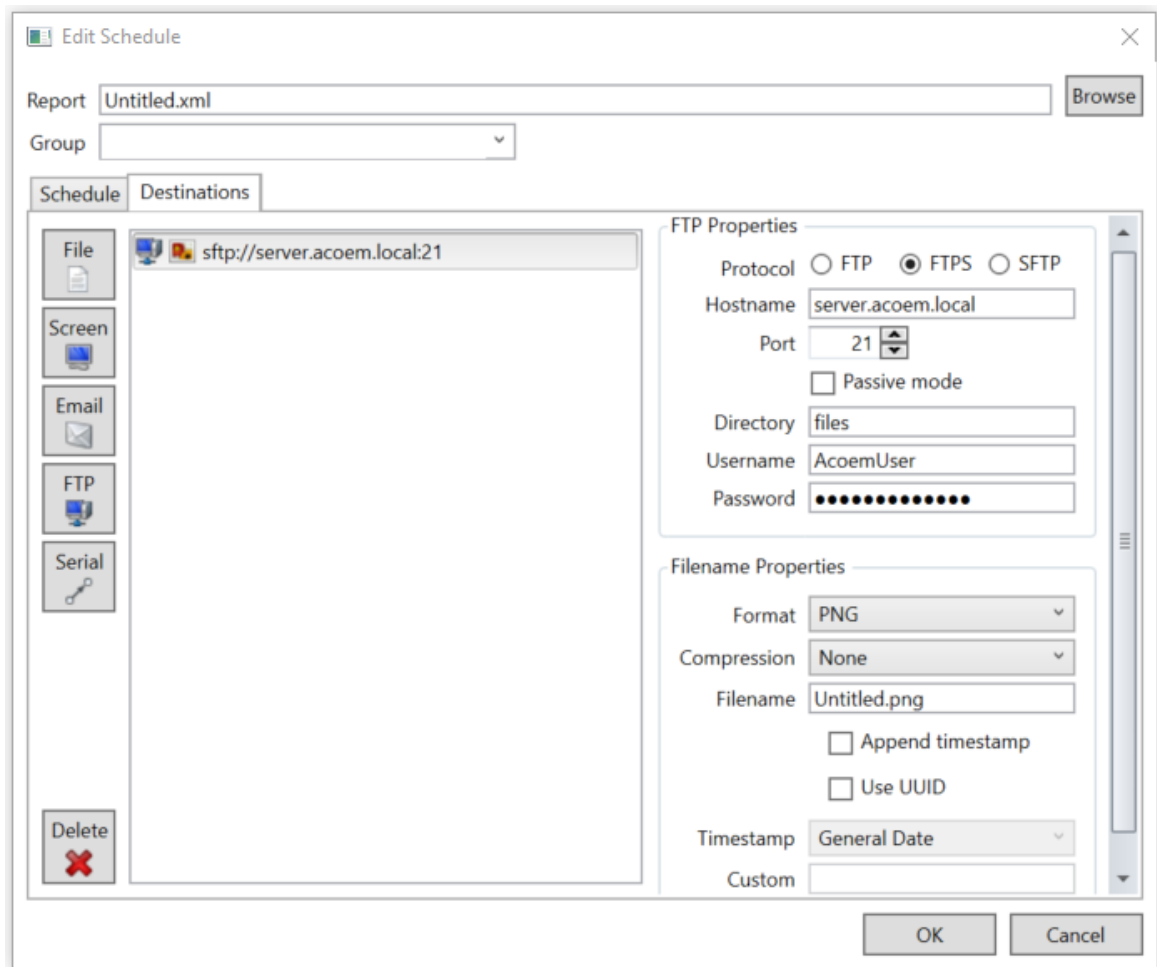 Edit Schedule
Report Untitled.xml Browse
Group
Schedule Destinations
File
Screen
Email
FTP
Serial
Delete
sftp://server.acoem.local:21
FTP Properties
Protocol FTP FTPS SFTP
Hostname server.acoem.local
Port 21
Passive mode
Directory files
Username AcoemUser
Password •••••••••••••
Filename Properties
Format PNG
Compression None
Filename Untitled.png
Append timestamp
Use UUID
Timestamp General Date
Custom
OK Cancel